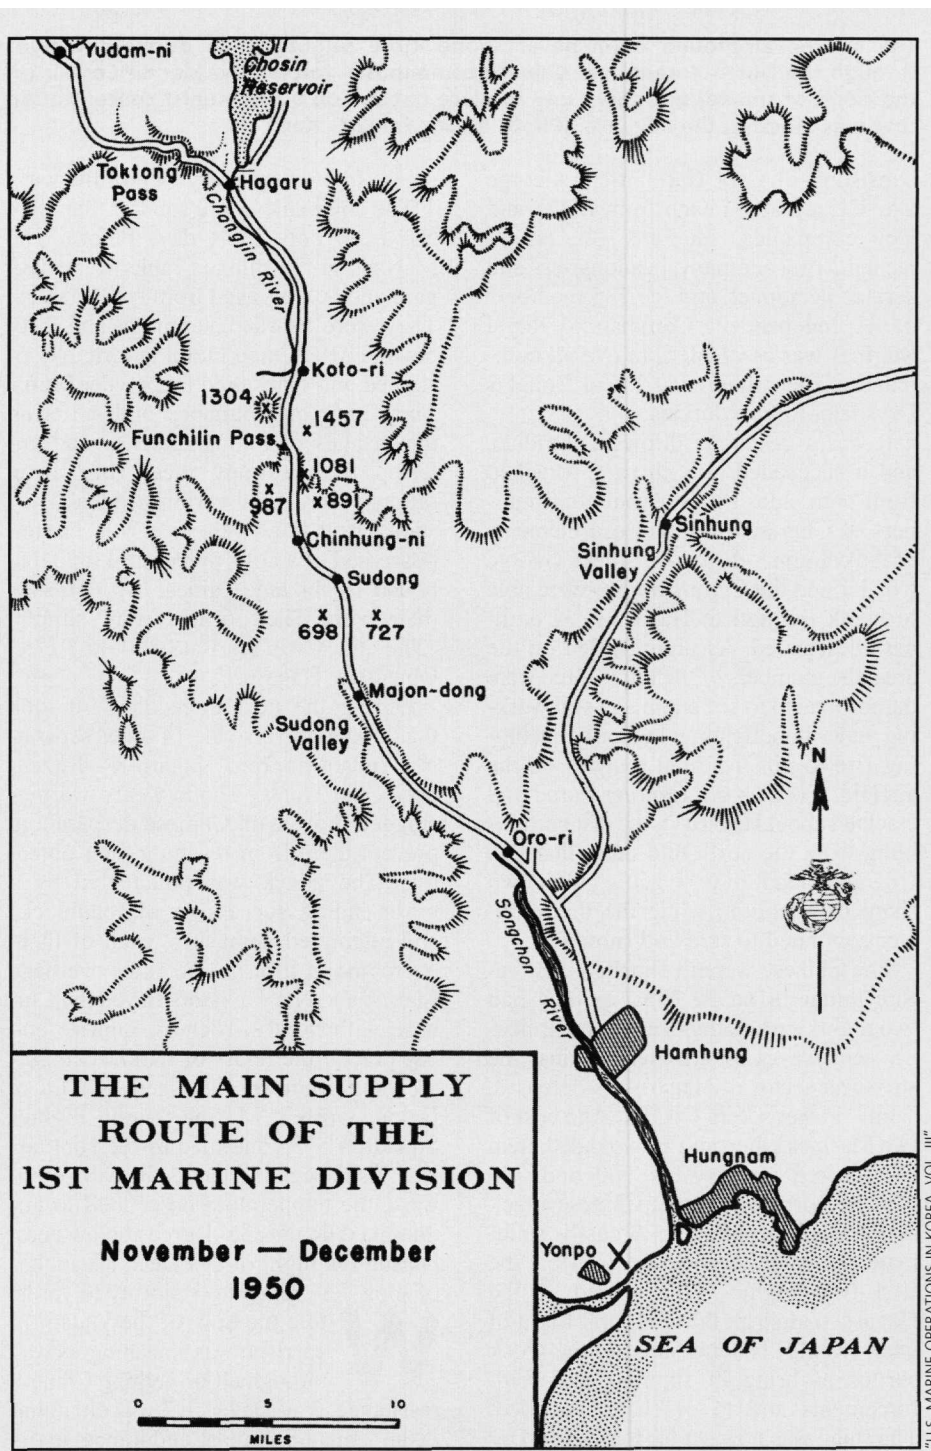 Yudam-ni
Chosin
Reservoir
Toktong
Pass
Hagaru
Changjin River
Koto-ri
1304
1457
Funchilin Pass
1081
987
891
Chinhung-ni
Sinhung
Sinhung
Valley
Sudong
698
727
Majon-dong
Sudong
Valley
N
Oro-ri
Songchon River
Hamhung
THE MAIN SUPPLY
ROUTE OF THE
1ST MARINE DIVISION
November — December
1950
Hungnam
Yonpo
SEA OF JAPAN
0 5 10
MILES
"U.S. MARINE OPERATIONS IN KOREA, VOL. III"